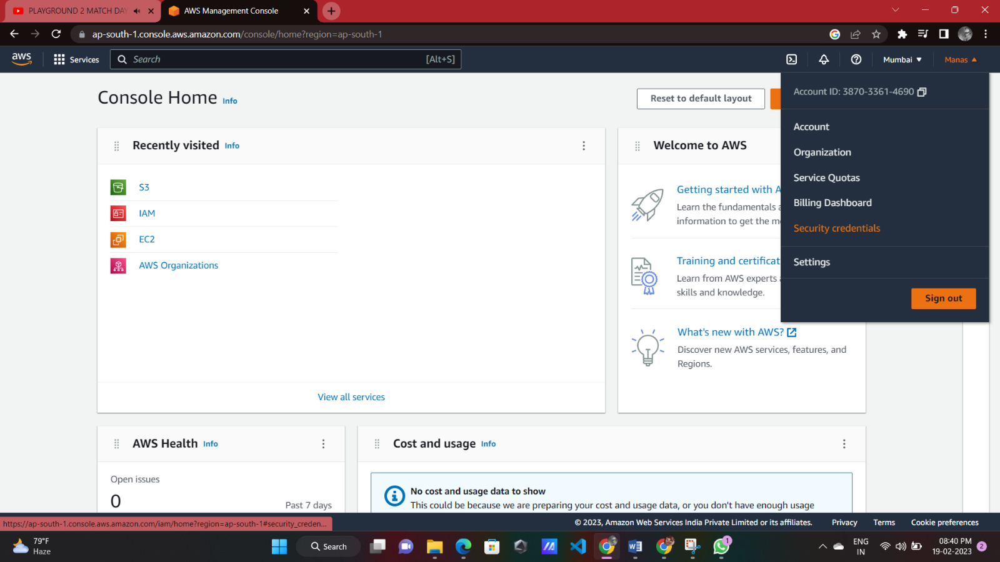 PLAYGROUND 2 MATCH DAY
AWS Management Console
ap-south-1.console.aws.amazon.com/console/home?region=ap-south-1
aws
Services
Search
[Alt+S]
Mumbai ▼
Manas ▲
Account ID: 3870-3361-4690
Account
Organization
Service Quotas
Billing Dashboard
Security credentials
Settings
Sign out
Console Home Info
Reset to default layout
Recently visited Info
S3
IAM
EC2
AWS Organizations
View all services
Welcome to AWS
Getting started with A
Learn the fundamentals a
information to get the m
Training and certificat
Learn from AWS experts a
skills and knowledge.
What's new with AWS?
Discover new AWS services, features, and
Regions.
AWS Health Info
Open issues
0
Past 7 days
Cost and usage Info
No cost and usage data to show
This could be because we are preparing your cost and usage data, or you don't have enough usage
https://ap-south-1.console.aws.amazon.com/iam/home?region=ap-south-1#security_creden...
© 2023, Amazon Web Services India Private Limited or its affiliates.
Privacy
Terms
Cookie preferences
79°F
Haze
Search
1
ENG
IN
08:40 PM
19-02-2023
2